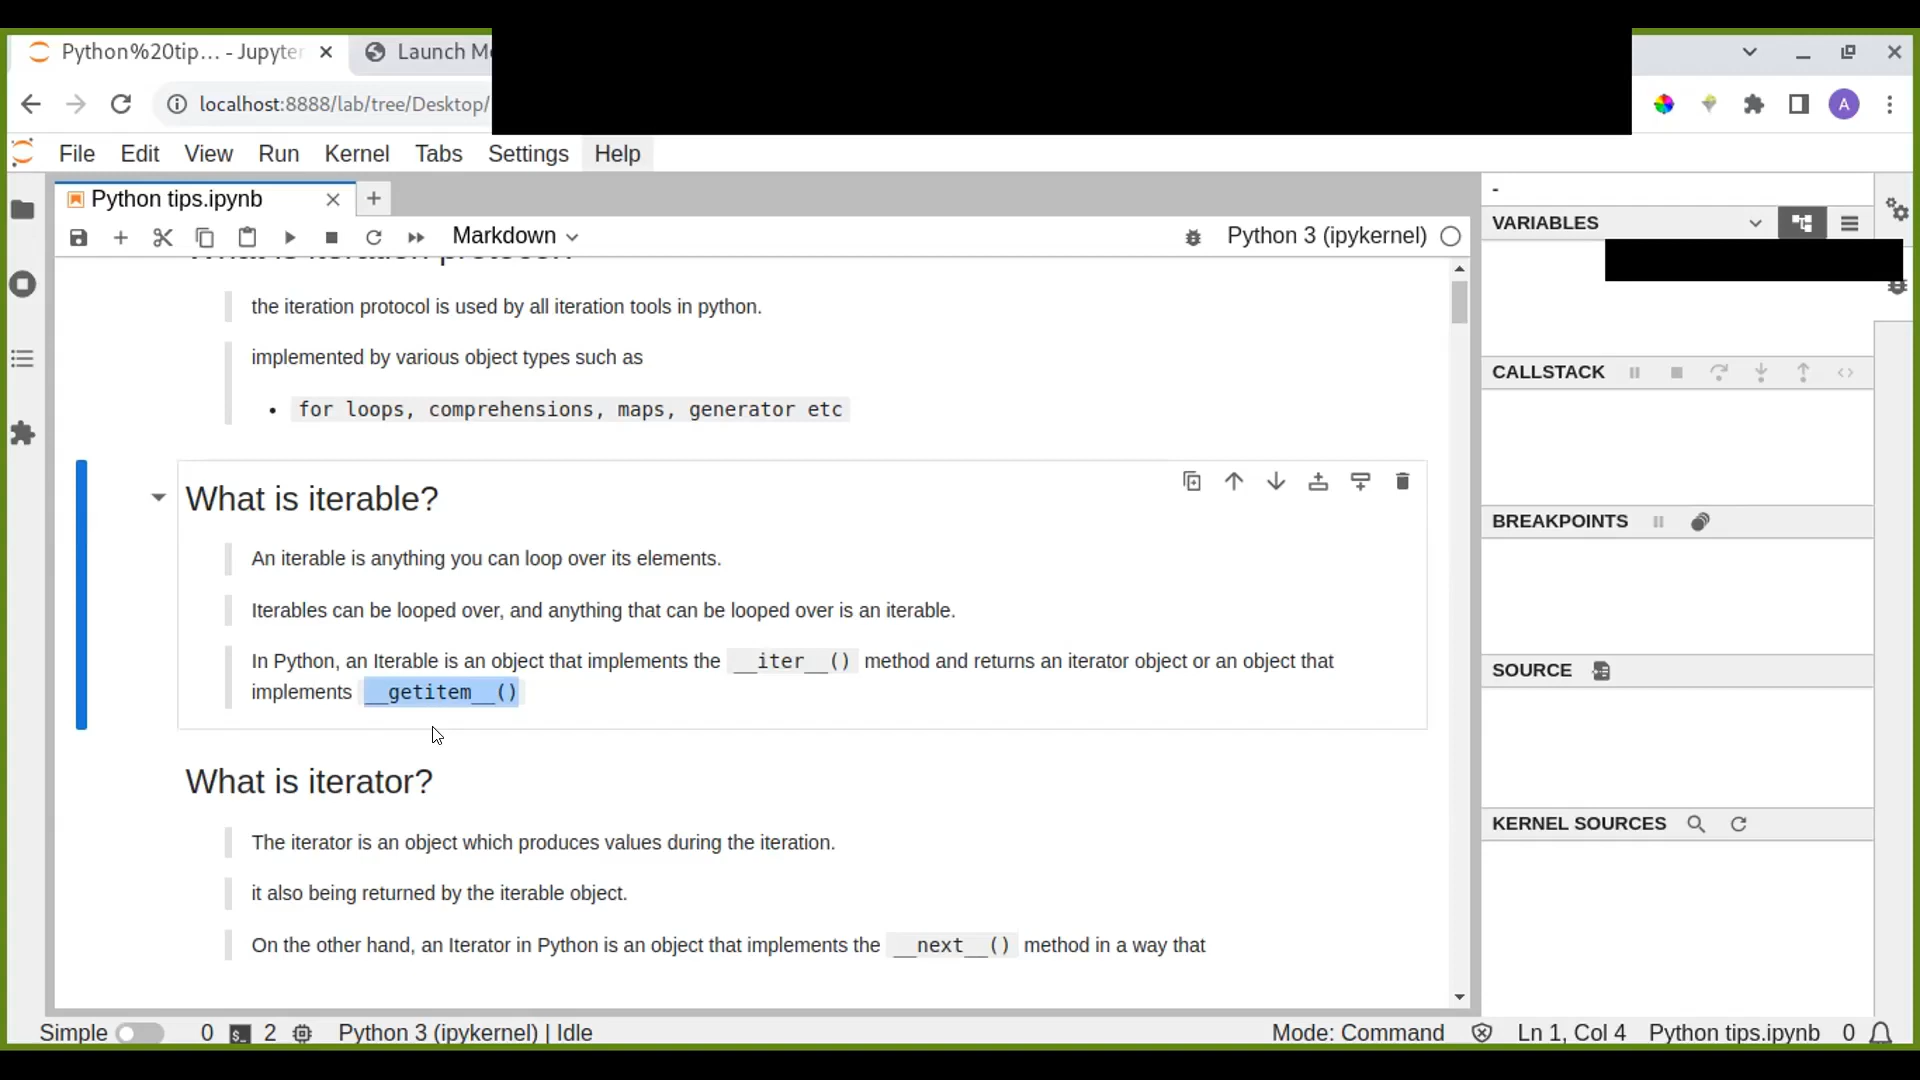 Python%20tip... - Jupyter
Launch M
localhost:8888/lab/tree/Desktop/
A
File Edit View Run Kernel Tabs Settings Help
Python tips.ipynb
Markdown
Python 3 (ipykernel)
What is iteration protocol?
the iteration protocol is used by all iteration tools in python.
implemented by various object types such as
• for loops, comprehensions, maps, generator etc
What is iterable?
An iterable is anything you can loop over its elements.
Iterables can be looped over, and anything that can be looped over is an iterable.
In Python, an Iterable is an object that implements the __iter__() method and returns an iterator object or an object that
implements __getitem__()
What is iterator?
The iterator is an object which produces values during the iteration.
it also being returned by the iterable object.
On the other hand, an Iterator in Python is an object that implements the __next__() method in a way that
-
VARIABLES
CALLSTACK
BREAKPOINTS
SOURCE
KERNEL SOURCES
Simple 0 2 Python 3 (ipykernel) | Idle Mode: Command Ln 1, Col 4 Python tips.ipynb 0